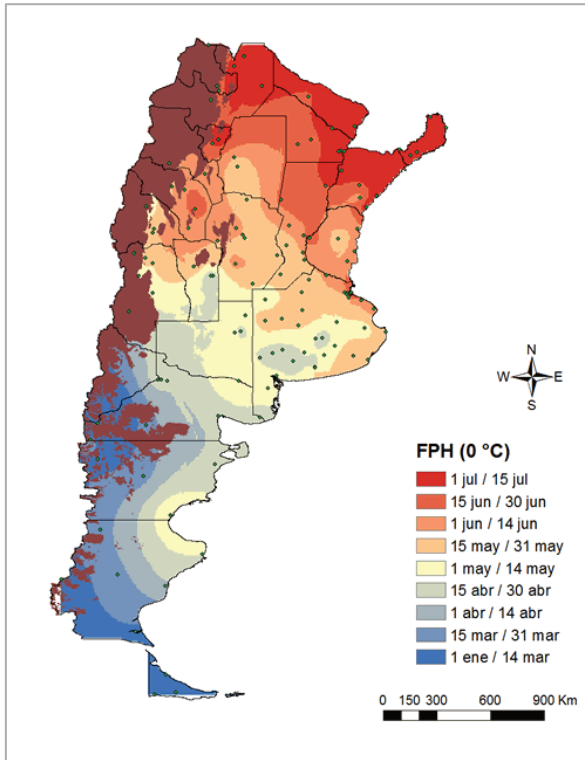 N
W E
S
FPH (0 °C)
1 jul / 15 jul
15 jun / 30 jun
1 jun / 14 jun
15 may / 31 may
1 may / 14 may
15 abr / 30 abr
1 abr / 14 abr
15 mar / 31 mar
1 ene / 14 mar
0 150 300 600 900 Km